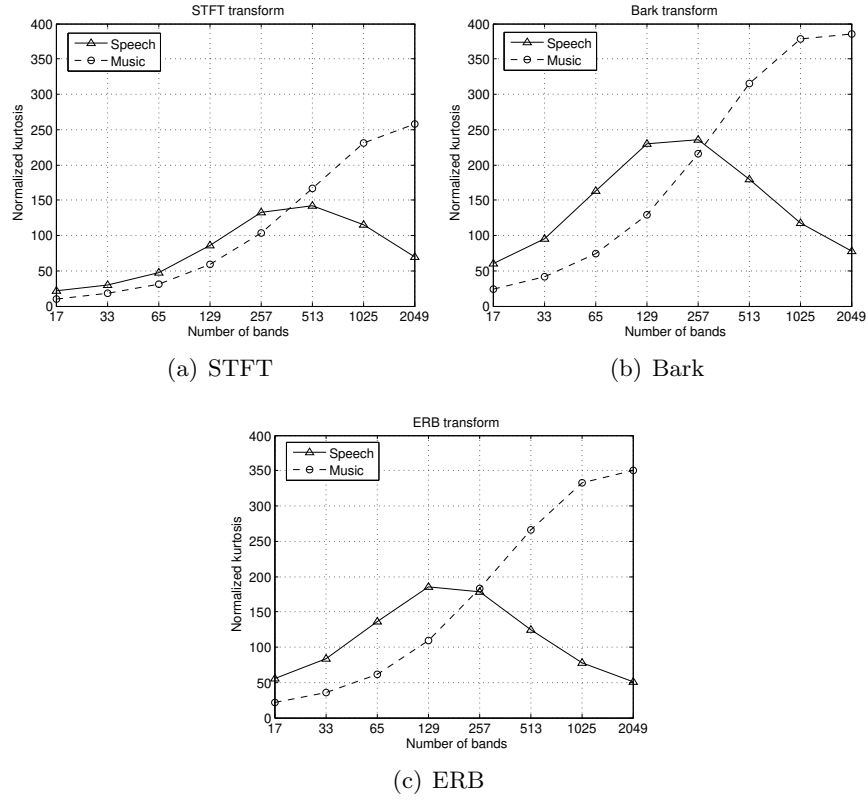 STFT transform
400
350
300
250
200
150
100
50
0
Normalized kurtosis
Speech
Music
17 33 65 129 257 513 1025 2049
Number of bands
(a) STFT
Bark transform
400
350
300
250
200
150
100
50
0
Normalized kurtosis
Speech
Music
17 33 65 129 257 513 1025 2049
Number of bands
(b) Bark
ERB transform
400
350
300
250
200
150
100
50
0
Normalized kurtosis
Speech
Music
17 33 65 129 257 513 1025 2049
Number of bands
(c) ERB